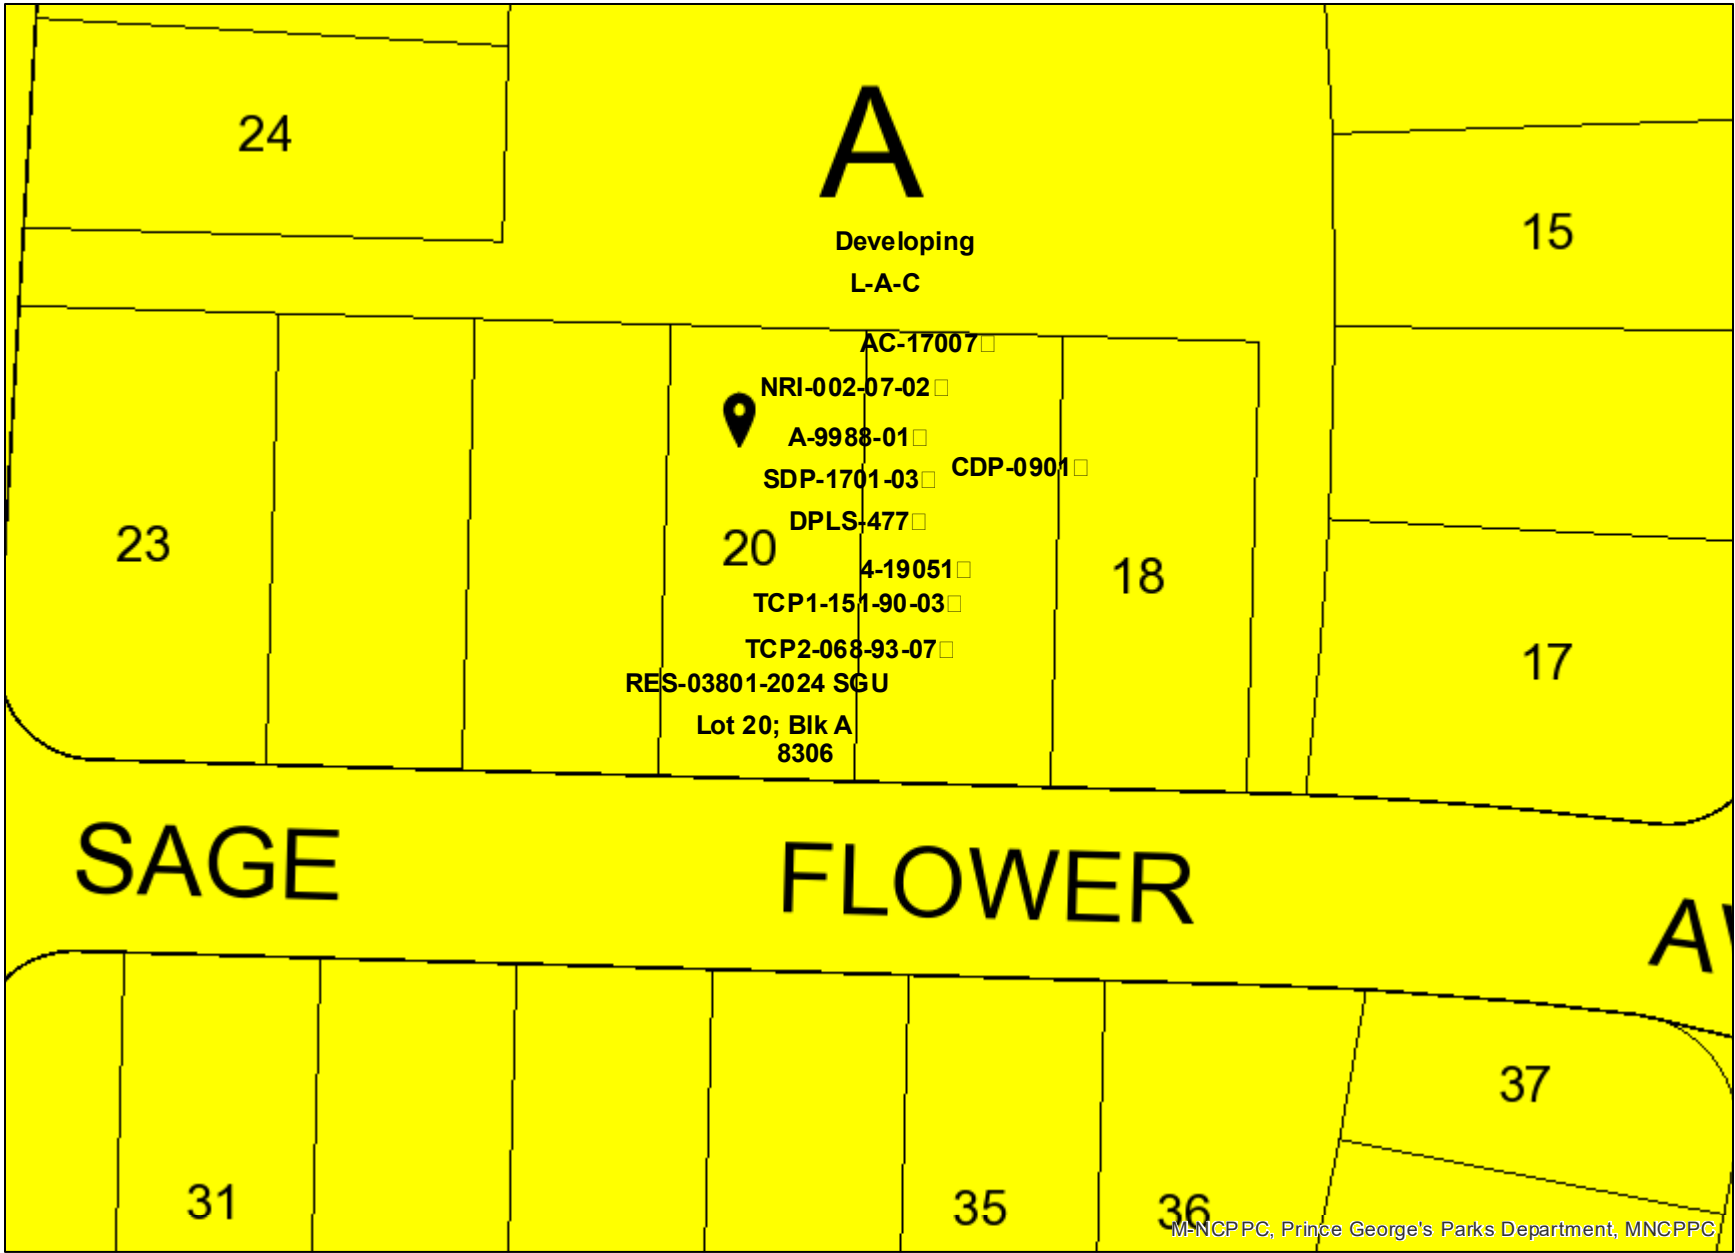 24
A
15
Developing
L-A-C
AC-17007
NRI-002-07-02
A-9988-01
CDP-0901
SDP-1701-03
DPLS-477
23
20
4-19051
18
TCP1-151-90-03
TCP2-068-93-07
17
RES-03801-2024 SGU
Lot 20; Blk A
8306
SAGE FLOWER AV
37
31
35
36
M-NCPPC, Prince George's Parks Department, MNCPPC